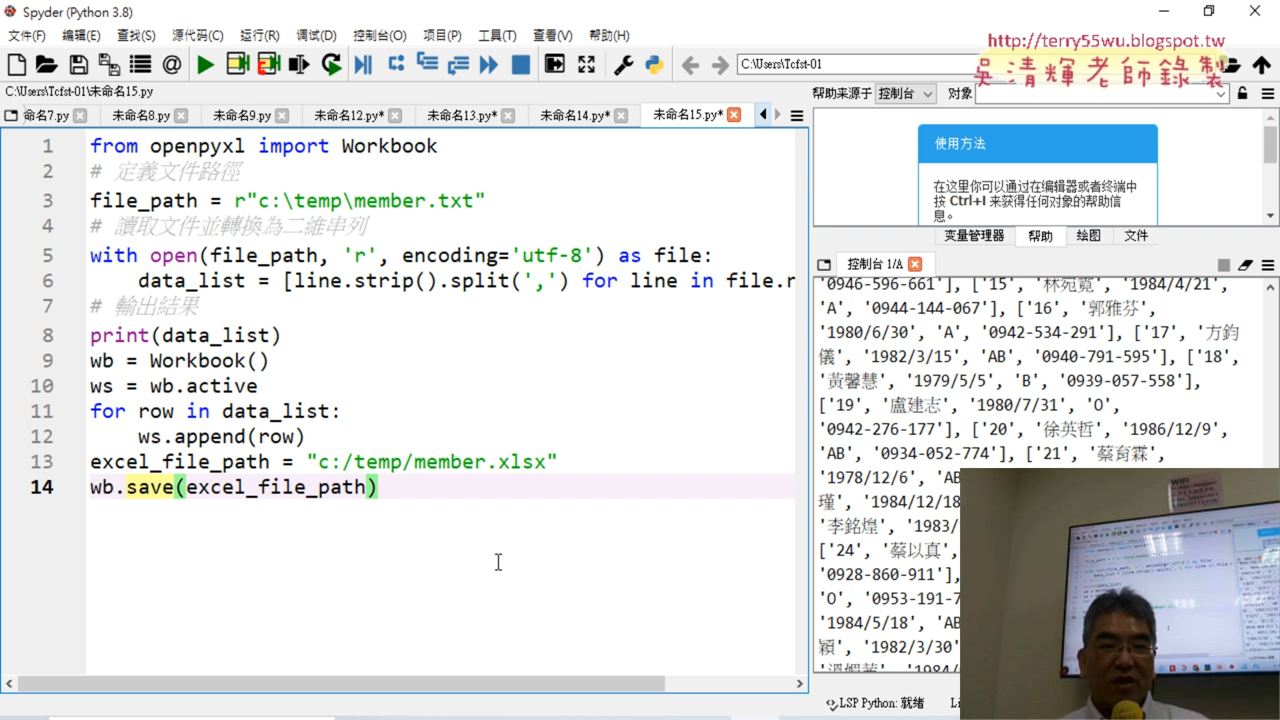 Spyder (Python 3.8)
文件(F) 编辑(E) 查找(S) 源代码(C) 运行(R) 调试(D) 控制台(O) 项目(P) 工具(T) 查看(V) 帮助(H)
http://terry55wu.blogspot.tw
吳清輝老師錄製
C:\Users\Tcfst-01
C:\Users\Tcfst-01\未命名15.py
帮助来源于 控制台 对象
命名7.py 未命名8.py 未命名9.py 未命名12.py* 未命名13.py* 未命名14.py* 未命名15.py*
1 from openpyxl import Workbook
2 # 定義文件路徑
3 file_path = r"c:\temp\member.txt"
4 # 讀取文件並轉換為二維串列
5 with open(file_path, 'r', encoding='utf-8') as file:
6 data_list = [line.strip().split(',') for line in file.r
7 # 輸出結果
8 print(data_list)
9 wb = Workbook()
10 ws = wb.active
11 for row in data_list:
12 ws.append(row)
13 excel_file_path = "c:/temp/member.xlsx"
14 wb.save(excel_file_path)
使用方法
在这里你可以通过在编辑器或者终端中
按 Ctrl+I 来获得任何对象的帮助信
息。
变量管理器 帮助 绘图 文件
控制台 1/A
'0946-596-661'], ['15', '林宛霓', '1984/4/21',
'A', '0944-144-067'], ['16', '郭雅芬',
'1980/6/30', 'A', '0942-534-291'], ['17', '方鈞
儀', '1982/3/15', 'AB', '0940-791-595'], ['18',
'黃馨慧', '1979/5/5', 'B', '0939-057-558'],
['19', '盧建志', '1980/7/31', 'O',
'0942-276-177'], ['20', '徐英哲', '1986/12/9',
'AB', '0934-052-774'], ['21', '蔡育霖',
'1978/12/6', 'AB
瑾', '1984/12/18
'李銘煌', '1983/
['24', '蔡以真',
'0928-860-911'],
'O', '0953-191-7
'1984/5/18', 'AB
穎', '1982/3/30'
WIFI
LSP Python: 就绪